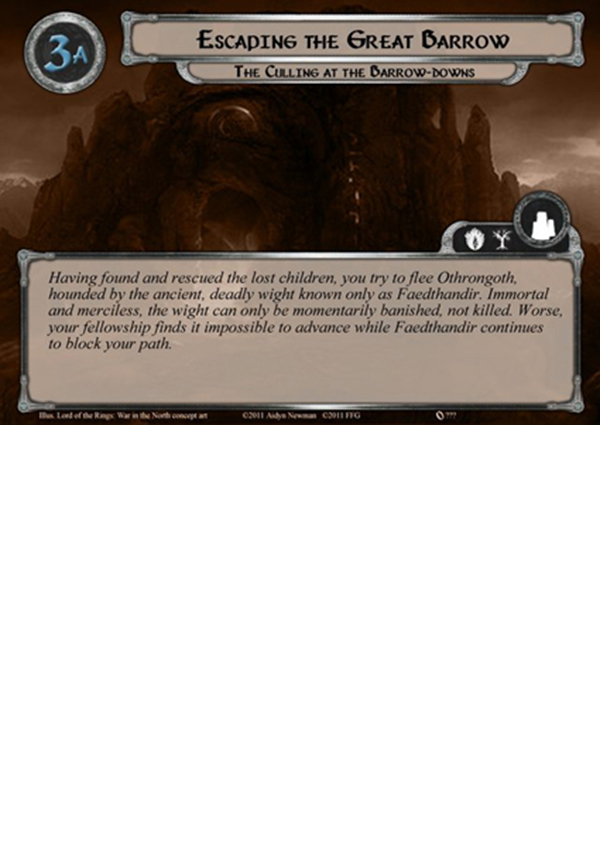 3A
Escaping the Great Barrow
The Culling at the Barrow-downs
Having found and rescued the lost children, you try to flee Othrongoth,
hounded by the ancient, deadly wight known only as Faedthandir. Immortal
and merciless, the wight can only be momentarily banished, not killed. Worse,
your fellowship finds it impossible to advance while Faedthandir continues
to block your path.
Illus. Lord of the Rings: War in the North concept art ©2011 Aidyn Newman ©2011 FFG ???